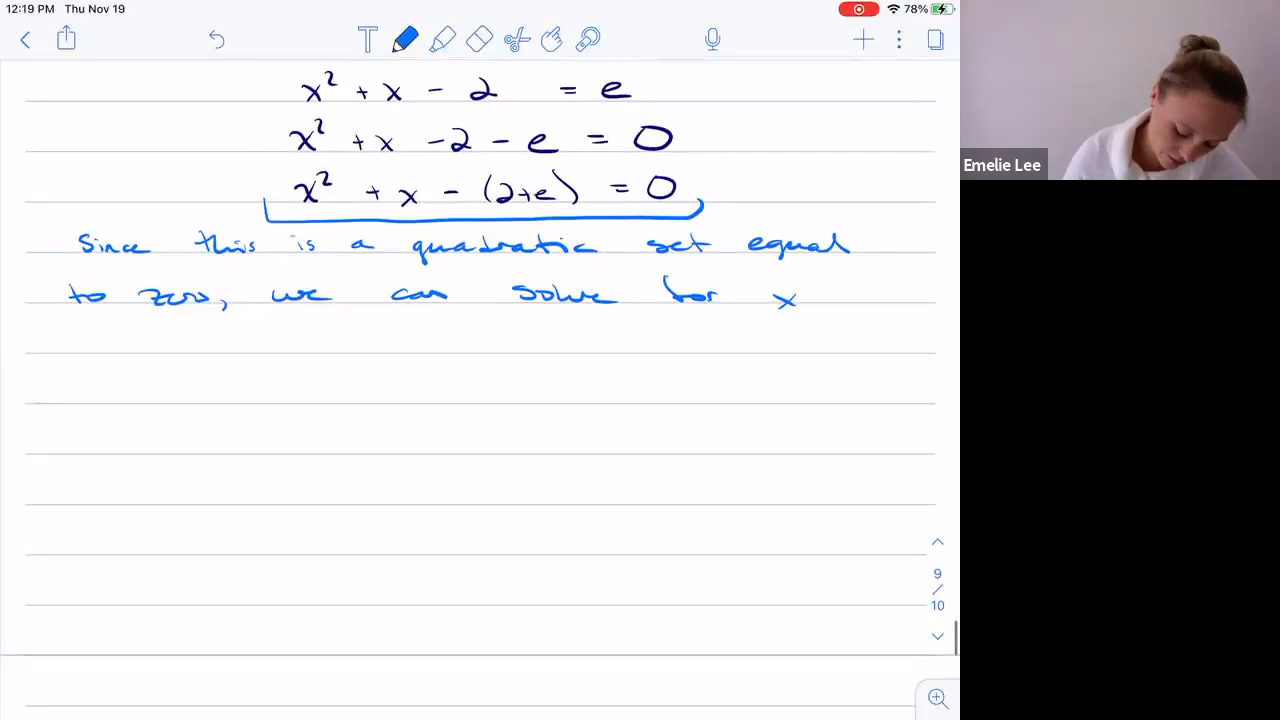 12:19 PM Thu Nov 19
78%
x² + x - 2 = e
x² + x - 2 - e = 0
x² + x - (2+e) = 0
Since this is a quadratic set equal
to zero, we can solve for x
Emelie Lee
9
/
10